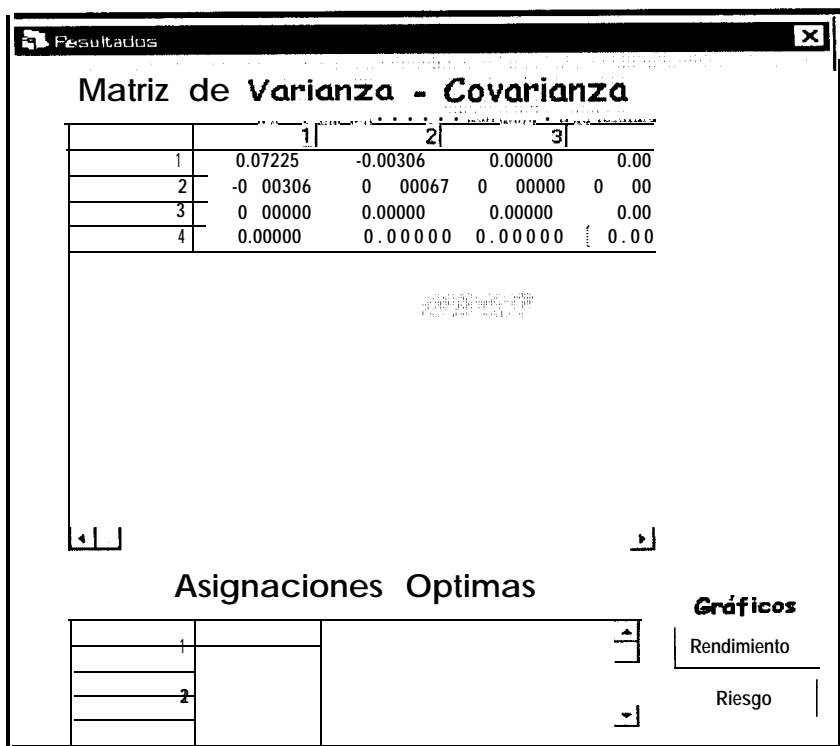 Resultados
Matriz de Varianza - Covarianza
1 2 3
1 0.07225 -0.00306 0.00000 0.00
2 -0 00306 0 00067 0 00000 0 00
3 0 00000 0.00000 0.00000 0.00
4 0.00000 0.00000 0.00000 0.00
Asignaciones Optimas
Gráficos
1
Rendimiento
2
Riesgo